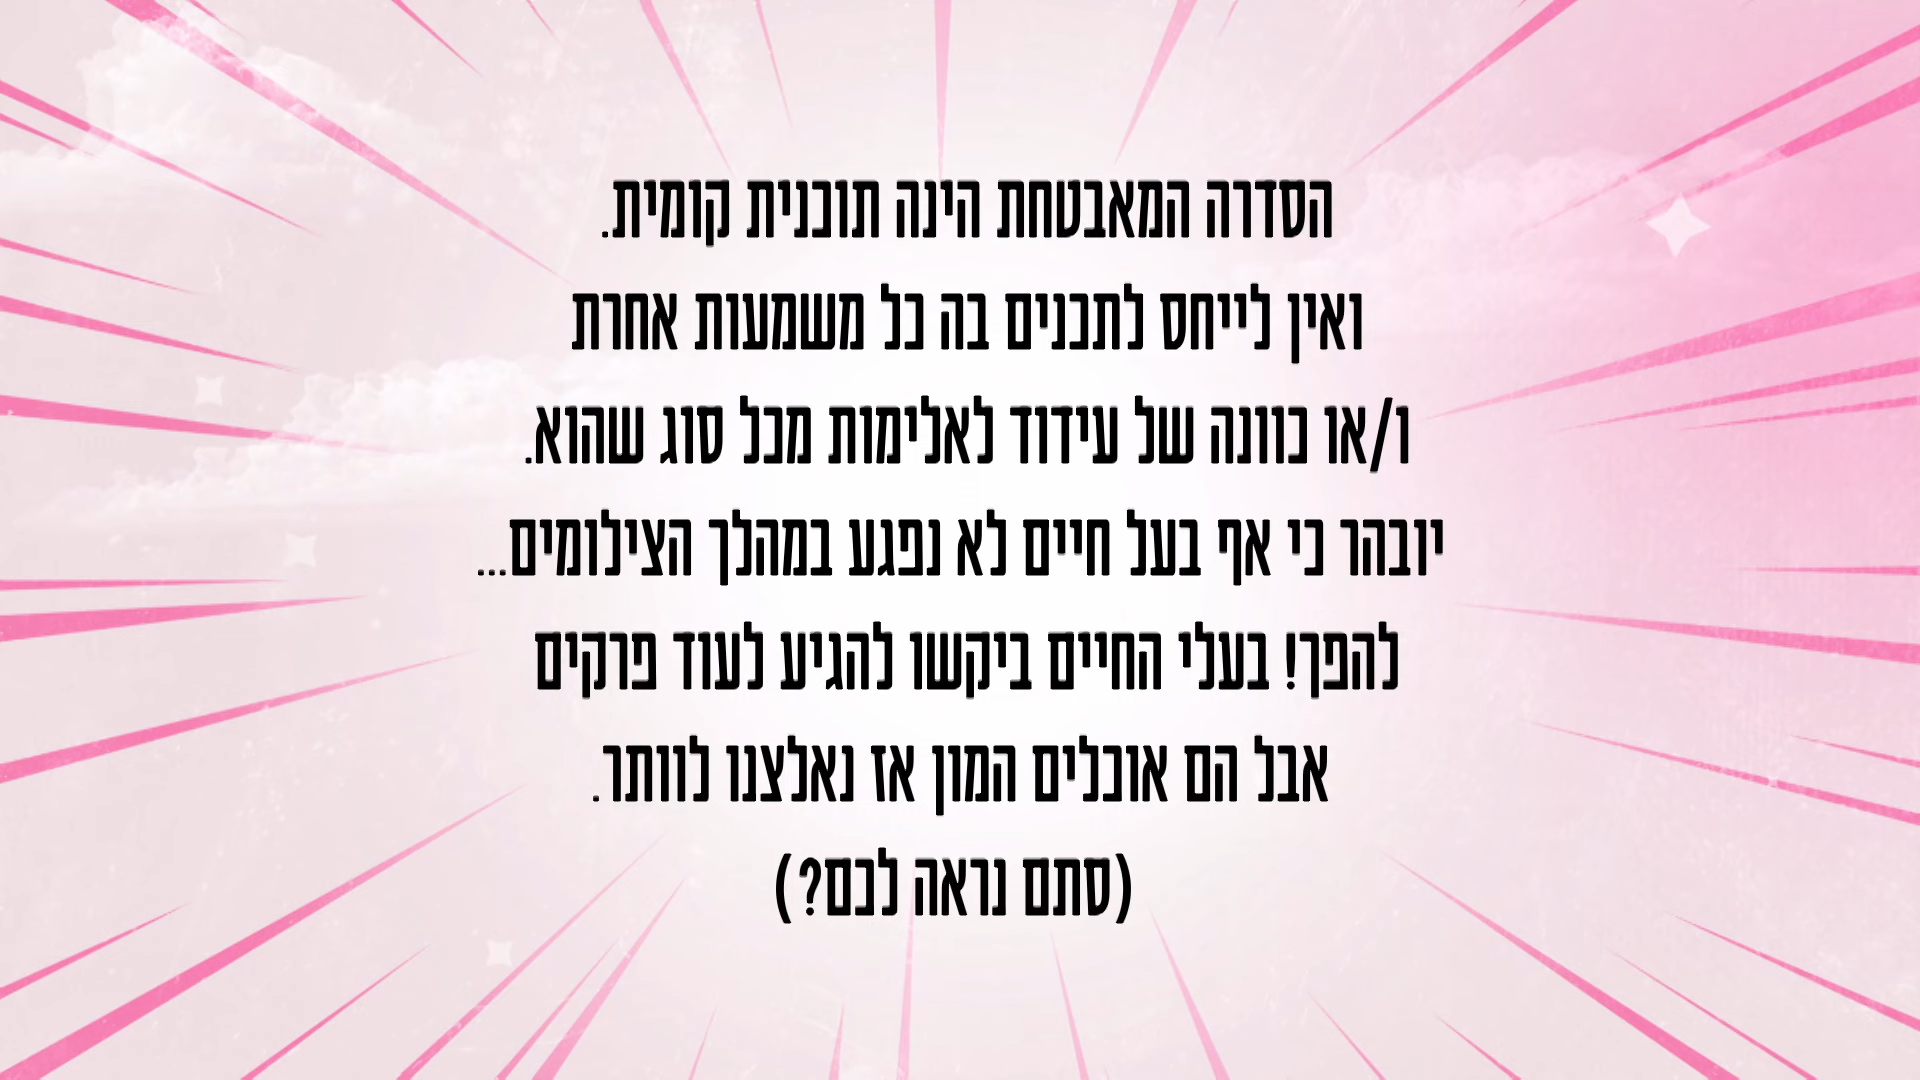 הסדרה המאבטחת הינה תוכנית קומית.
ואין לייחס לתכנים בה כל משמעות אחרת
ו/או כוונה של עידוד לאלימות מכל סוג שהוא.
יובהר כי אף בעל חיים לא נפגע במהלך הצילומים...
להפך! בעלי החיים ביקשו להגיע לעוד פרקים
אבל הם אוכלים המון אז נאלצנו לוותר.
(סתם נראה לכם?)